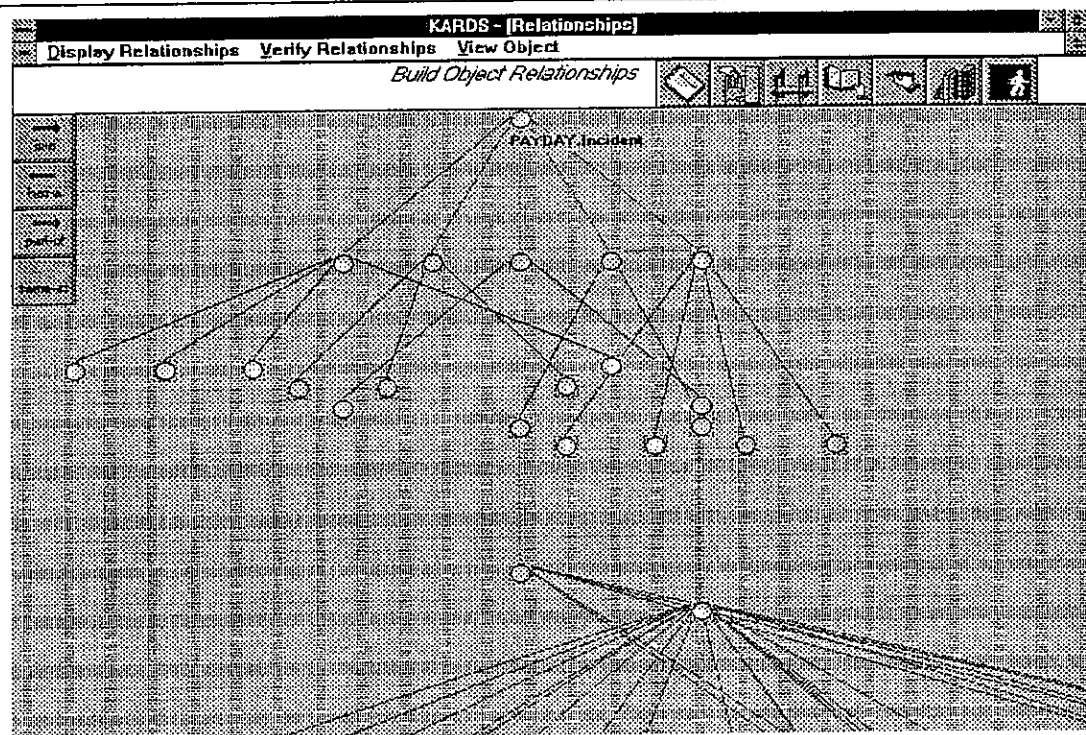 KARDS - [Relationships]
Display Relationships Verify Relationships View Object
Build Object Relationships
PAYDAY.Incident